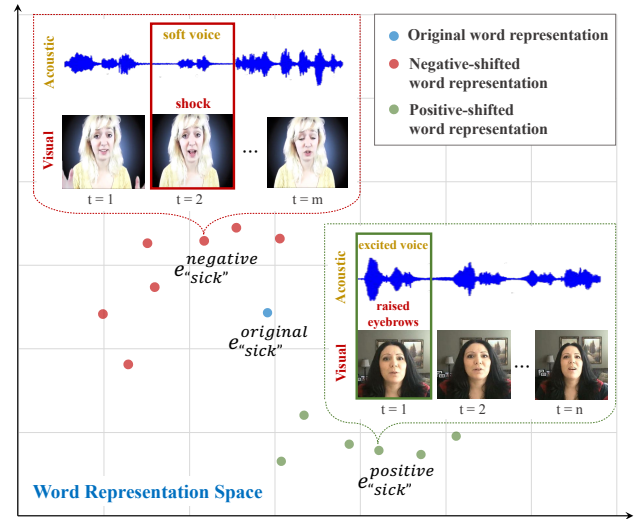 Acoustic
soft voice
shock
Visual
...
t = 1
t = 2
t = m
Original word representation
Negative-shifted
word representation
Positive-shifted
word representation
e negative “sick”
e original “sick”
Acoustic
excited voice
raised
eyebrows
Visual
...
t = 1
t = 2
t = n
e positive “sick”
Word Representation Space